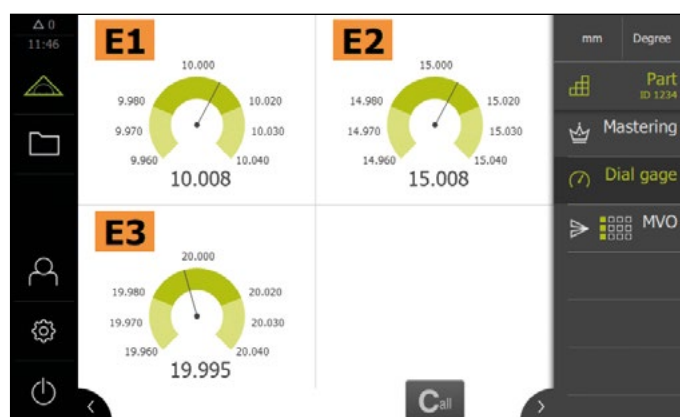 △ 0
11:46
E1
10.000
9.980
10.020
9.970
10.030
9.960
10.040
10.008
E2
15.000
14.980
15.020
14.970
15.030
14.960
15.040
15.008
E3
20.000
19.980
20.020
19.970
20.030
19.960
20.040
19.995
Call
mm Degree
Part
ID 1234
Mastering
Dial gage
MVO